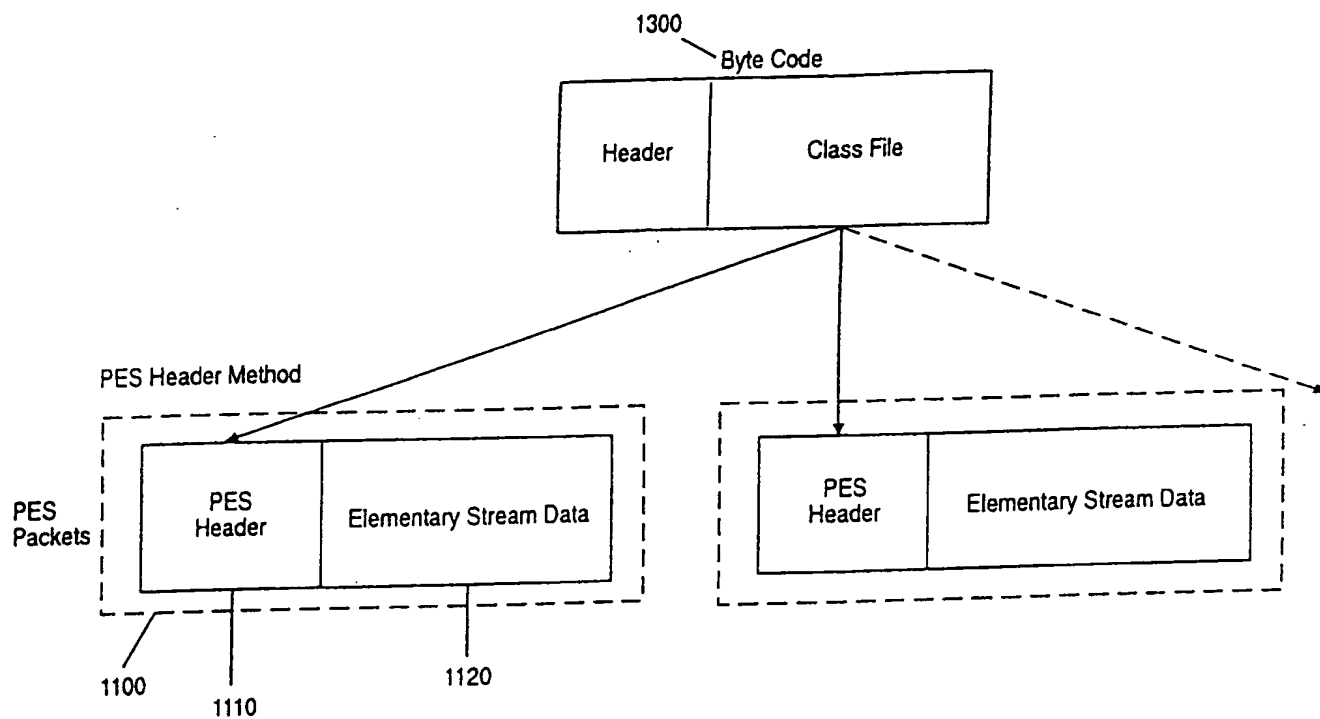 1300
Byte Code
Header
Class File
PES Header Method
PES
Packets
PES
Header
Elementary Stream Data
PES
Header
Elementary Stream Data
1100
1110
1120